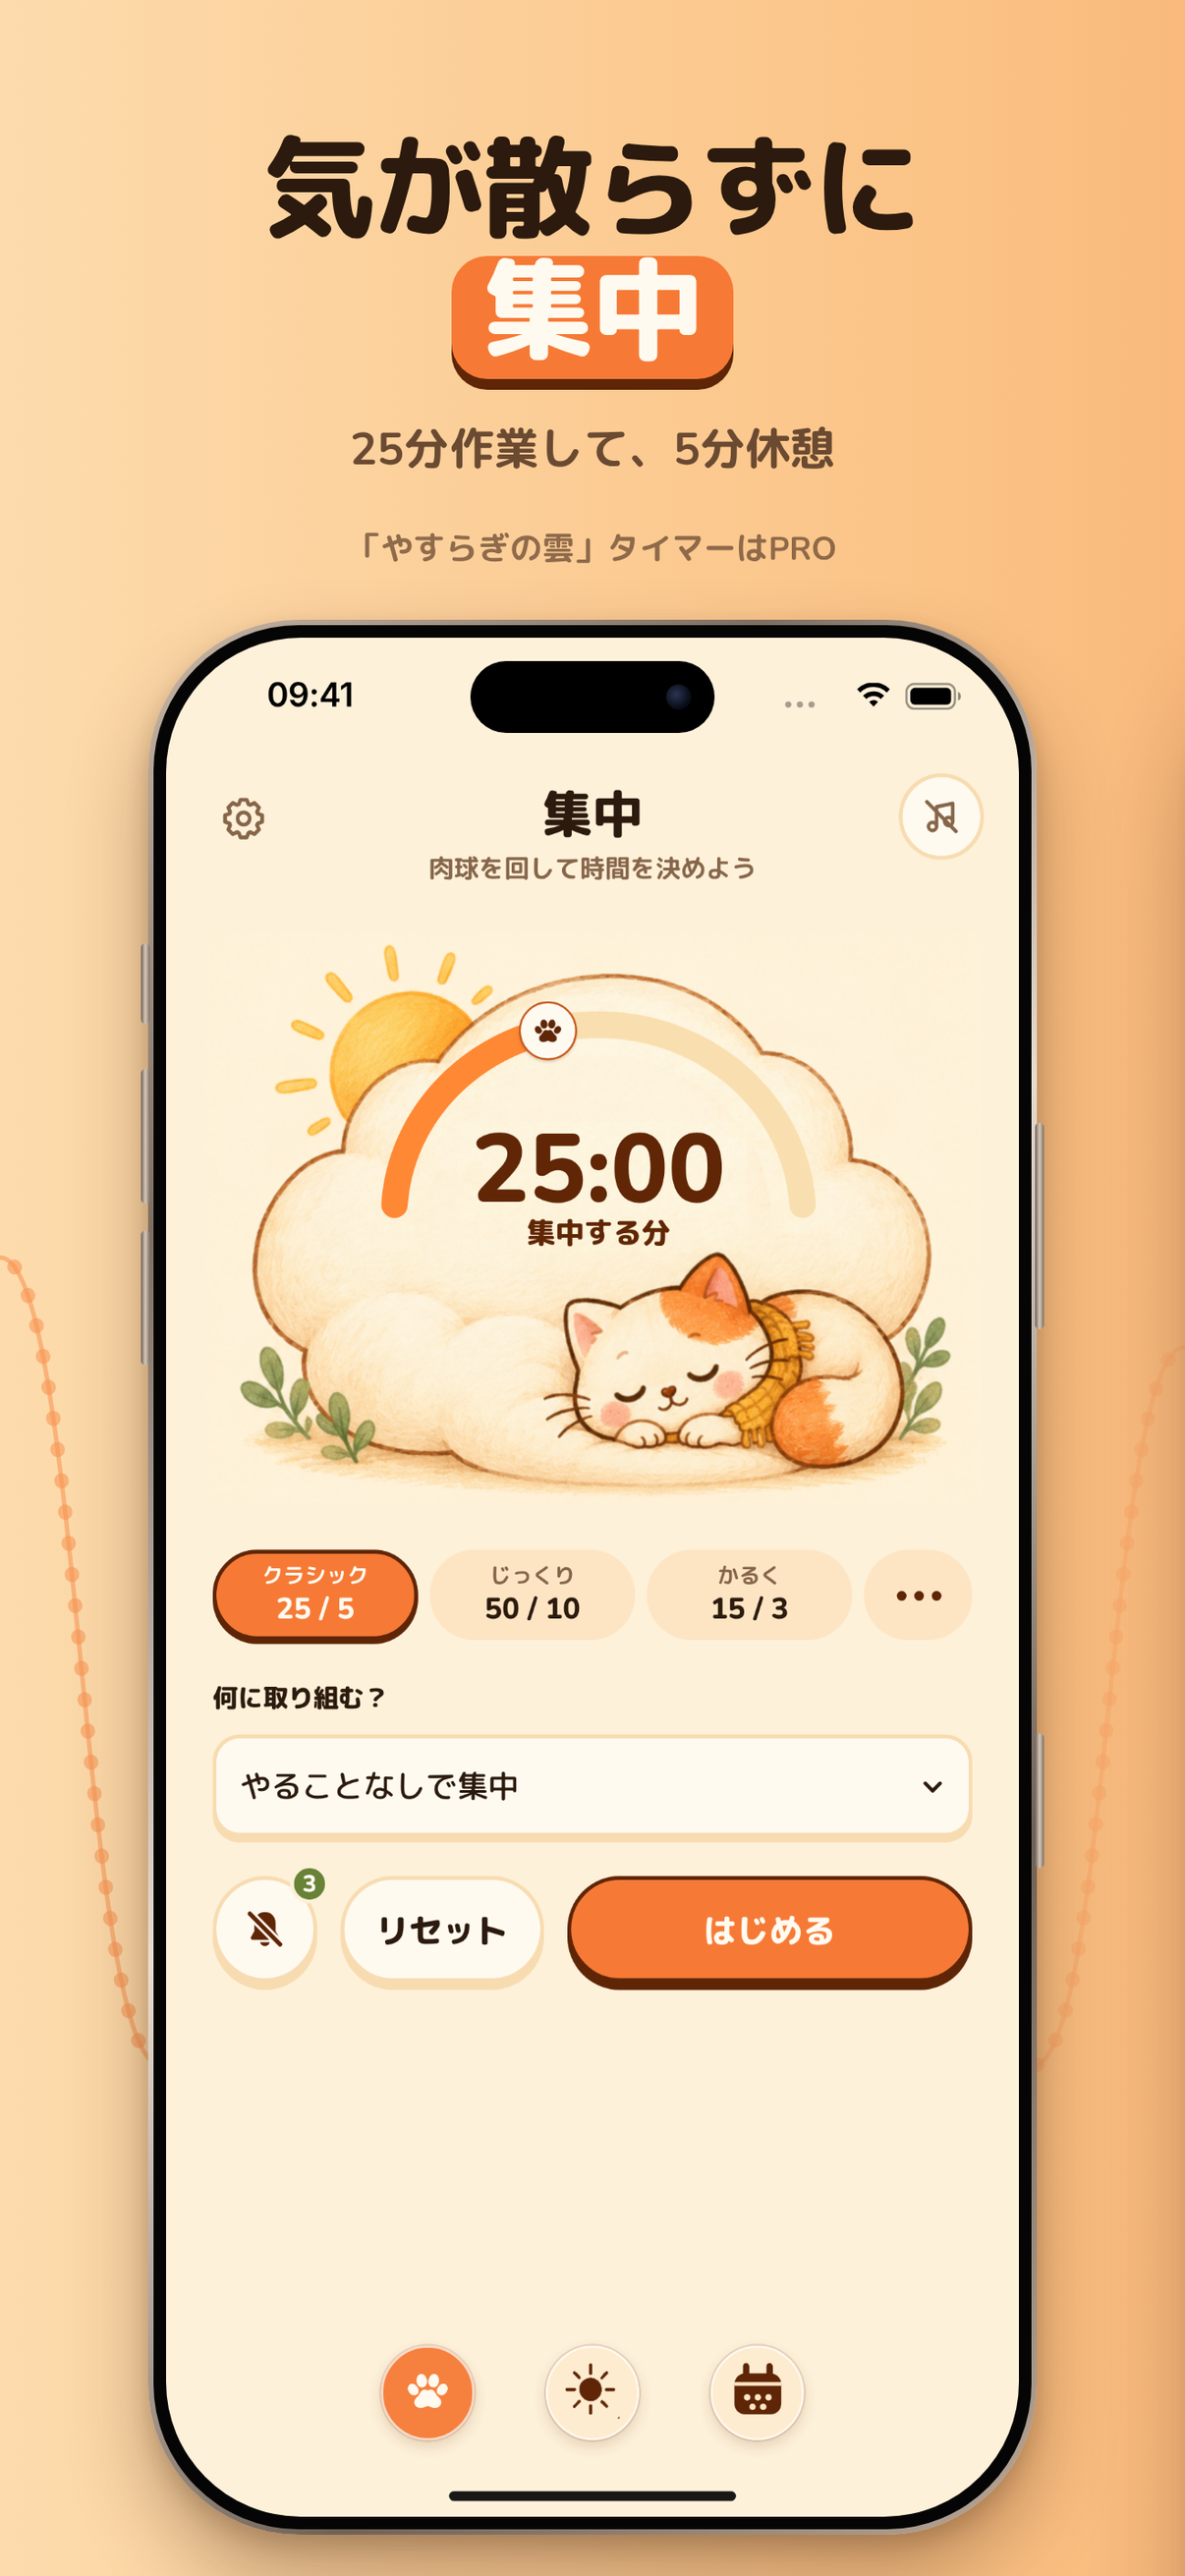 気が散らずに
集中
25分作業して、5分休憩
「やすらぎの雲」タイマーはPRO
09:41
集中
肉球を回して時間を決めよう
25:00
集中する分
クラシック
25 / 5
じっくり
50 / 10
かるく
15 / 3
何に取り組む？
やることなしで集中
3
リセット
はじめる